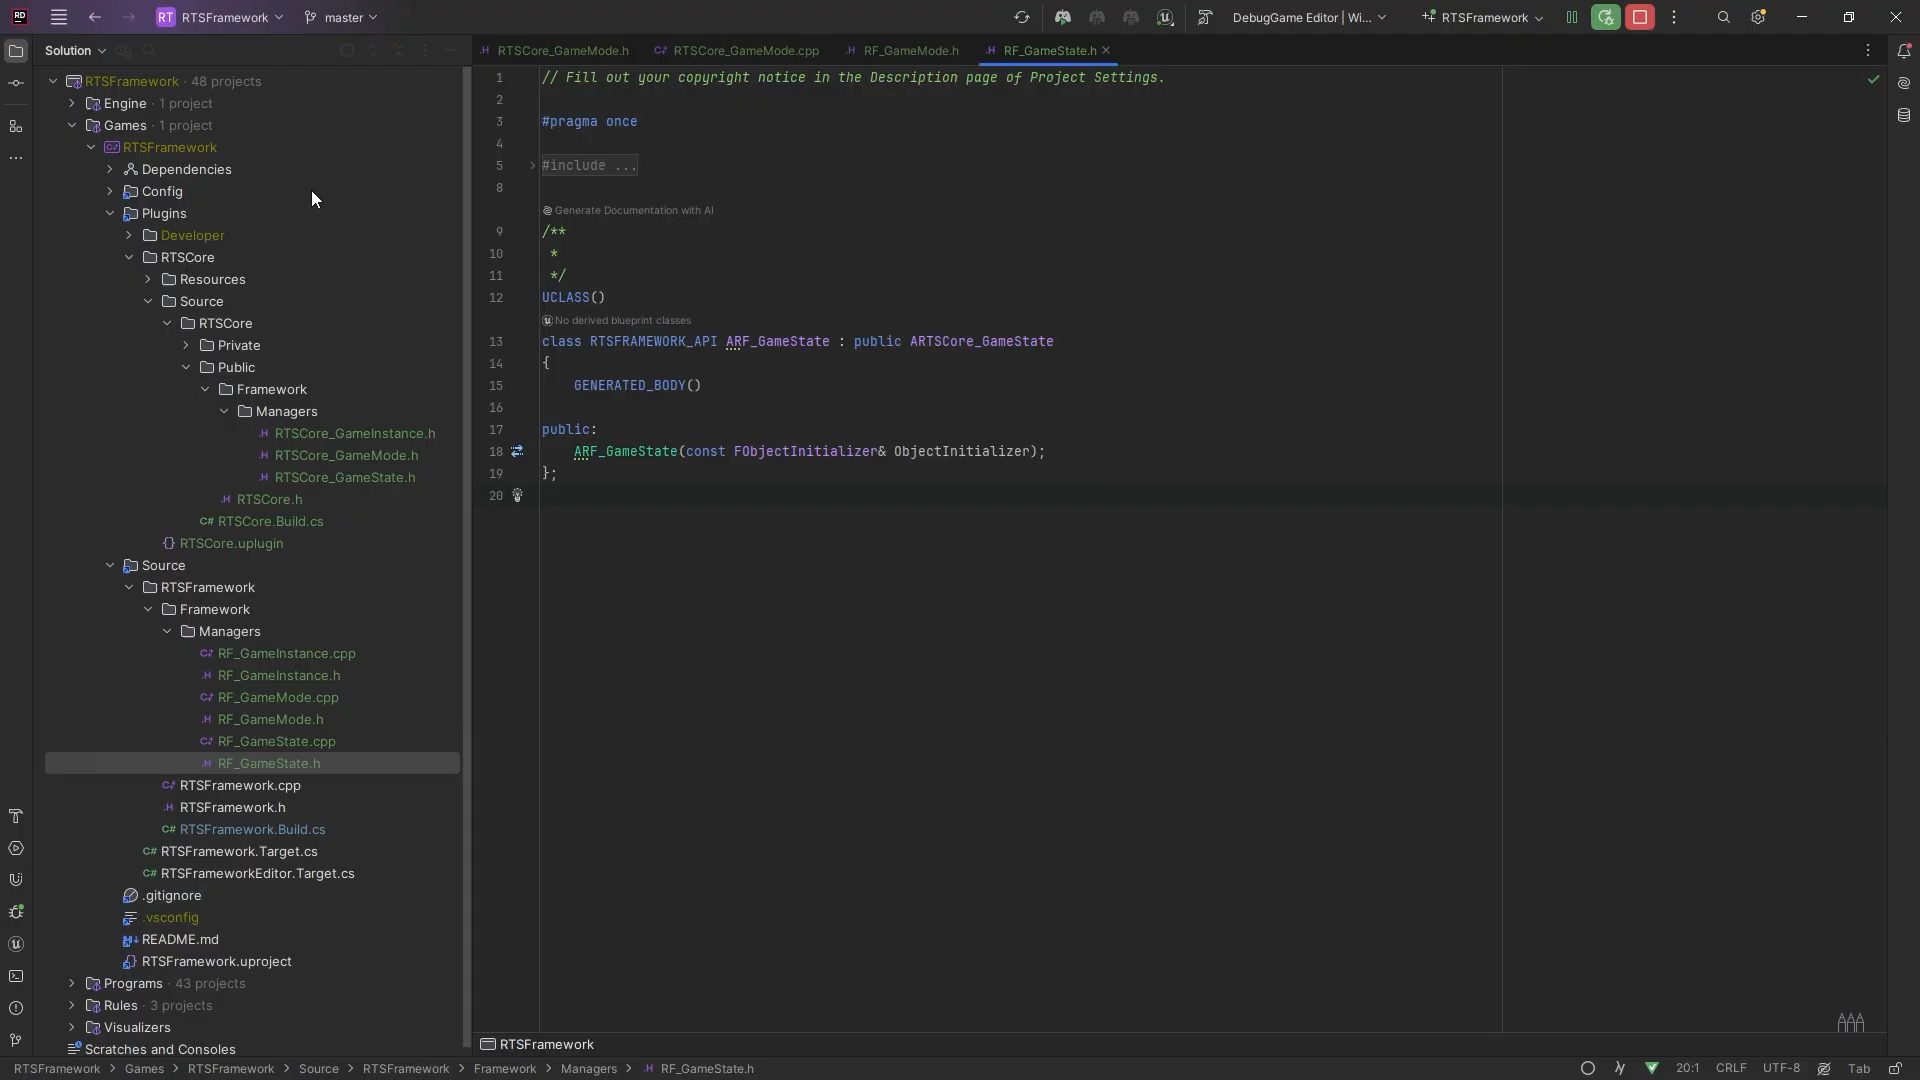 RD
RT RTSFramework
master
DebugGame Editor | Wi...
RTSFramework
Solution
RTSCore_GameMode.h
RTSCore_GameMode.cpp
RF_GameMode.h
RF_GameState.h
RTSFramework · 48 projects
Engine · 1 project
Games · 1 project
RTSFramework
Dependencies
Config
Plugins
Developer
RTSCore
Resources
Source
RTSCore
Private
Public
Framework
Managers
RTSCore_GameInstance.h
RTSCore_GameMode.h
RTSCore_GameState.h
RTSCore.h
C# RTSCore.Build.cs
{} RTSCore.uplugin
Source
RTSFramework
Framework
Managers
RF_GameInstance.cpp
RF_GameInstance.h
RF_GameMode.cpp
RF_GameMode.h
RF_GameState.cpp
RF_GameState.h
RTSFramework.cpp
RTSFramework.h
C# RTSFramework.Build.cs
C# RTSFramework.Target.cs
C# RTSFrameworkEditor.Target.cs
.gitignore
.vsconfig
README.md
RTSFramework.uproject
Programs · 43 projects
Rules · 3 projects
Visualizers
Scratches and Consoles
1 // Fill out your copyright notice in the Description page of Project Settings.
2
3 #pragma once
4
5 #include ...
8
Generate Documentation with AI
9 /**
10 *
11 */
12 UCLASS()
No derived blueprint classes
13 class RTSFRAMEWORK_API ARF_GameState : public ARTSCore_GameState
14 {
15 GENERATED_BODY()
16
17 public:
18 ARF_GameState(const FObjectInitializer& ObjectInitializer);
19 };
20
RTSFramework
RTSFramework > Games > RTSFramework > Source > RTSFramework > Framework > Managers > RF_GameState.h
20:1 CRLF UTF-8 Tab